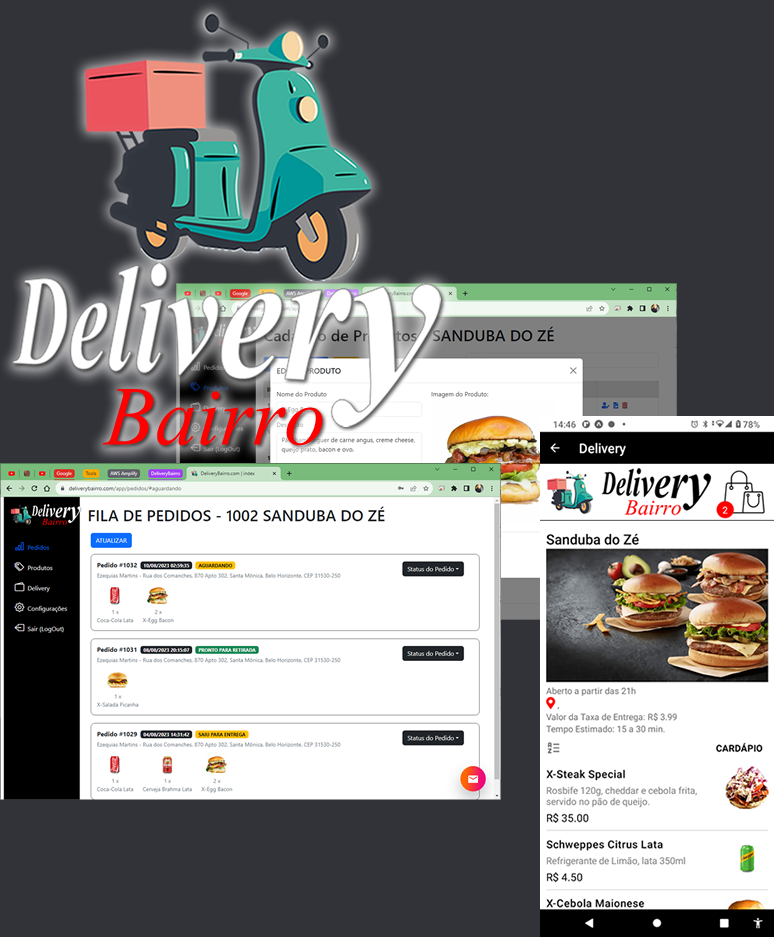 Delivery
Bairro
Google
AWS
Cadastro de Produtos - SANDUBA DO ZÉ
PRODUTO
Nome do Produto
Imagem do Produto:
Pão, hambúrguer de carne angus, creme cheese,
queijo prato, bacon e ovo.
Sair (LogOut)
Google
AWS Amplify
DeliveryBairro
DeliveryBairro.com | index
deliverybairro.com/app/pedidos/#aguardando
Delivery
Bairro
Pedidos
Produtos
Delivery
Configurações
Sair (LogOut)
FILA DE PEDIDOS - 1002 SANDUBA DO ZÉ
ATUALIZAR
Pedido #1032 10/08/2023 02:59:35 AGUARDANDO
Ezequias Martins - Rua dos Comanches, 870 Apto 302, Santa Mônica, Belo Horizonte, CEP 31530-250
Status do Pedido
1 x
Coca-Cola Lata
2 x
X-Egg Bacon
Pedido #1031 08/08/2023 20:15:07 PRONTO PARA RETIRADA
Ezequias Martins - Rua dos Comanches, 870 Apto 302, Santa Mônica, Belo Horizonte, CEP 31530-250
Status do Pedido
1 x
X-Salada Picanha
Pedido #1029 04/08/2023 14:31:42 SAIU PARA ENTREGA
Ezequias Martins - Rua dos Comanches, 870 Apto 302, Santa Mônica, Belo Horizonte, CEP 31530-250
Status do Pedido
1 x
Coca-Cola Lata
1 x
Cerveja Brahma Lata
2 x
X-Egg Bacon
14:46
78%
Delivery
Delivery
Bairro
2
Sanduba do Zé
Aberto a partir das 21h
,
Valor da Taxa de Entrega: R$ 3.99
Tempo Estimado: 15 a 30 min.
CARDÁPIO
X-Steak Special
Rosbife 120g, cheddar e cebola frita,
servido no pão de queijo.
R$ 35.00
Schweppes Citrus Lata
Refrigerante de Limão, lata 350ml
R$ 4.50
X-Cebola Maionese